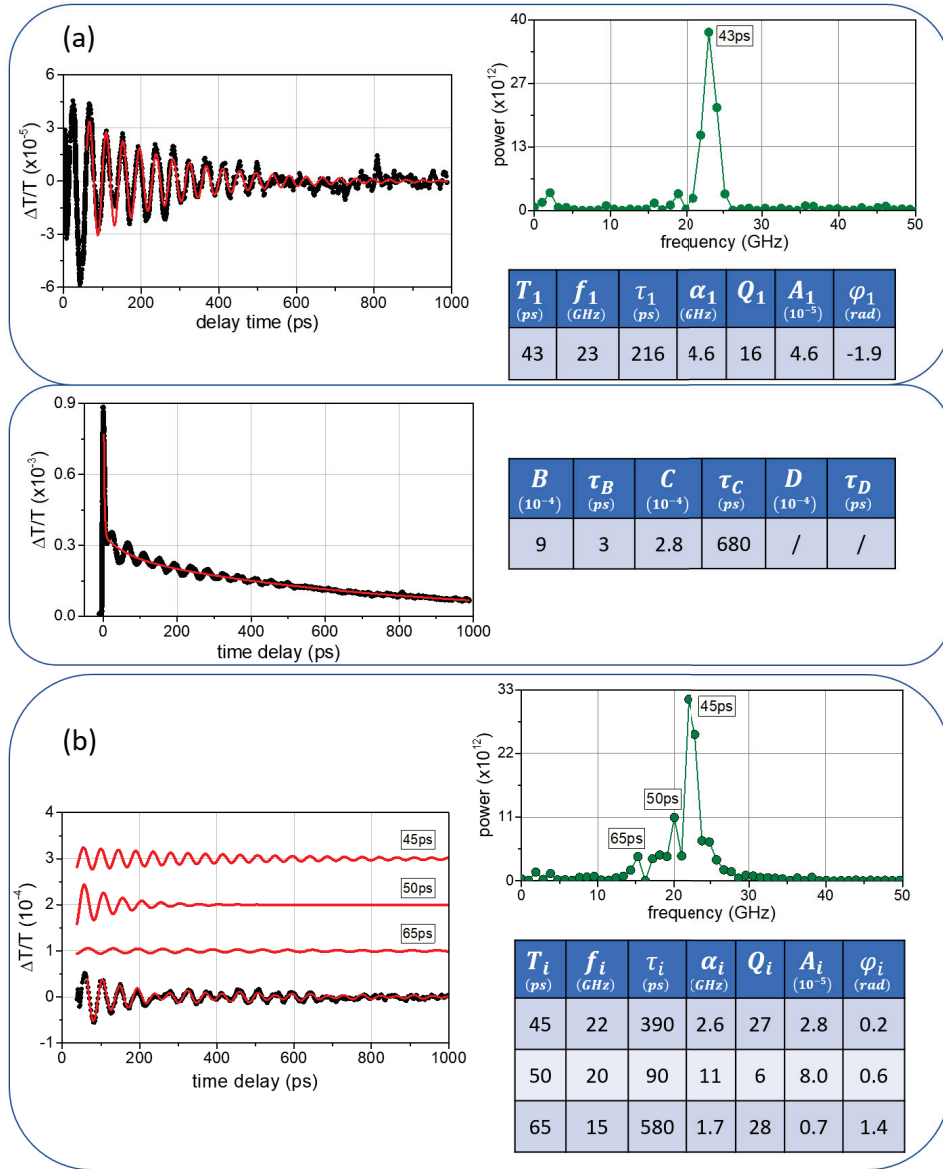 (a)
ΔT/T (x10⁻⁵)
6
3
0
-3
-6
0 200 400 600 800 1000
delay time (ps)
power (x10¹²)
40
27
13
0
43ps
0 10 20 30 40 50
frequency (GHz)
T₁ f₁ τ₁ α₁ Q₁ A₁ φ₁
(ps) (GHz) (ps) (GHz) (10⁻⁵) (rad)
43 23 216 4.6 16 4.6 -1.9
ΔT/T (x10⁻³)
0.9
0.6
0.3
0.0
0 200 400 600 800 1000
time delay (ps)
B τ_B C τ_C D τ_D
(10⁻⁴) (ps) (10⁻⁴) (ps) (10⁻⁴) (ps)
9 3 2.8 680 / /
(b)
ΔT/T (10⁻⁴)
4
3
2
1
0
-1
45ps
50ps
65ps
0 200 400 600 800 1000
time delay (ps)
power (x10¹²)
33
22
11
0
45ps
50ps
65ps
0 10 20 30 40 50
frequency (GHz)
Tᵢ fᵢ τᵢ αᵢ Qᵢ Aᵢ φᵢ
(ps) (GHz) (ps) (GHz) (10⁻⁵) (rad)
45 22 390 2.6 27 2.8 0.2
50 20 90 11 6 8.0 0.6
65 15 580 1.7 28 0.7 1.4